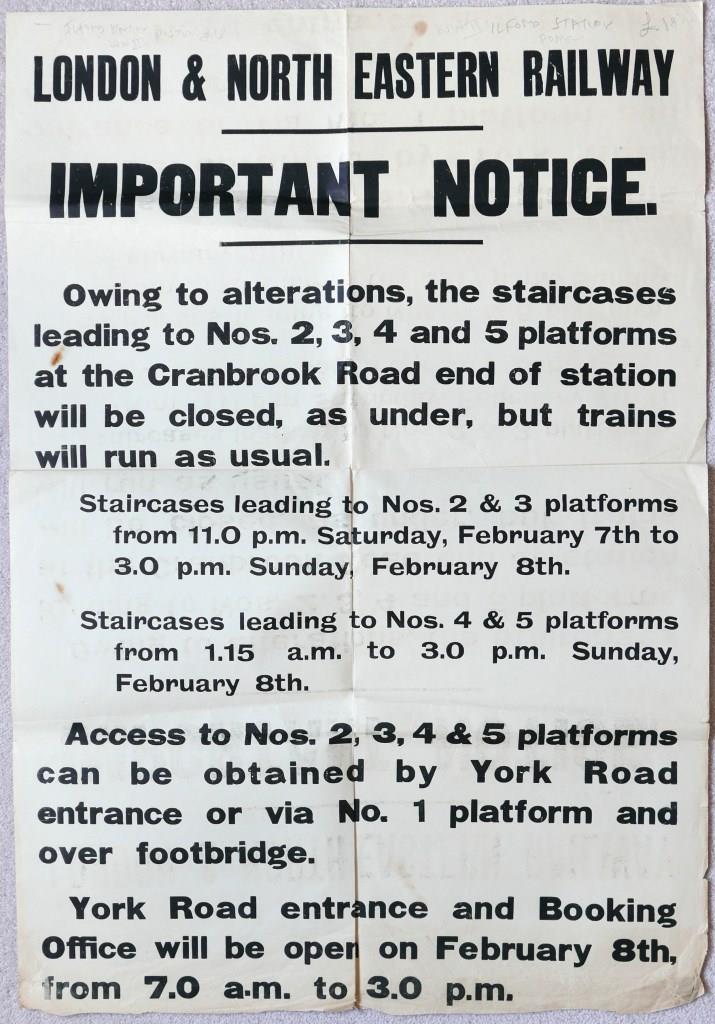 ILFORD STATION
LONDON & NORTH EASTERN RAILWAY
IMPORTANT NOTICE.
Owing to alterations, the staircases
leading to Nos. 2, 3, 4 and 5 platforms
at the Cranbrook Road end of station
will be closed, as under, but trains
will run as usual.
Staircases leading to Nos. 2 & 3 platforms
from 11.0 p.m. Saturday, February 7th to
3.0 p.m. Sunday, February 8th.
Staircases leading to Nos. 4 & 5 platforms
from 1.15 a.m. to 3.0 p.m. Sunday,
February 8th.
Access to Nos. 2, 3, 4 & 5 platforms
can be obtained by York Road
entrance or via No. 1 platform and
over footbridge.
York Road entrance and Booking
Office will be open on February 8th,
from 7.0 a.m. to 3.0 p.m.